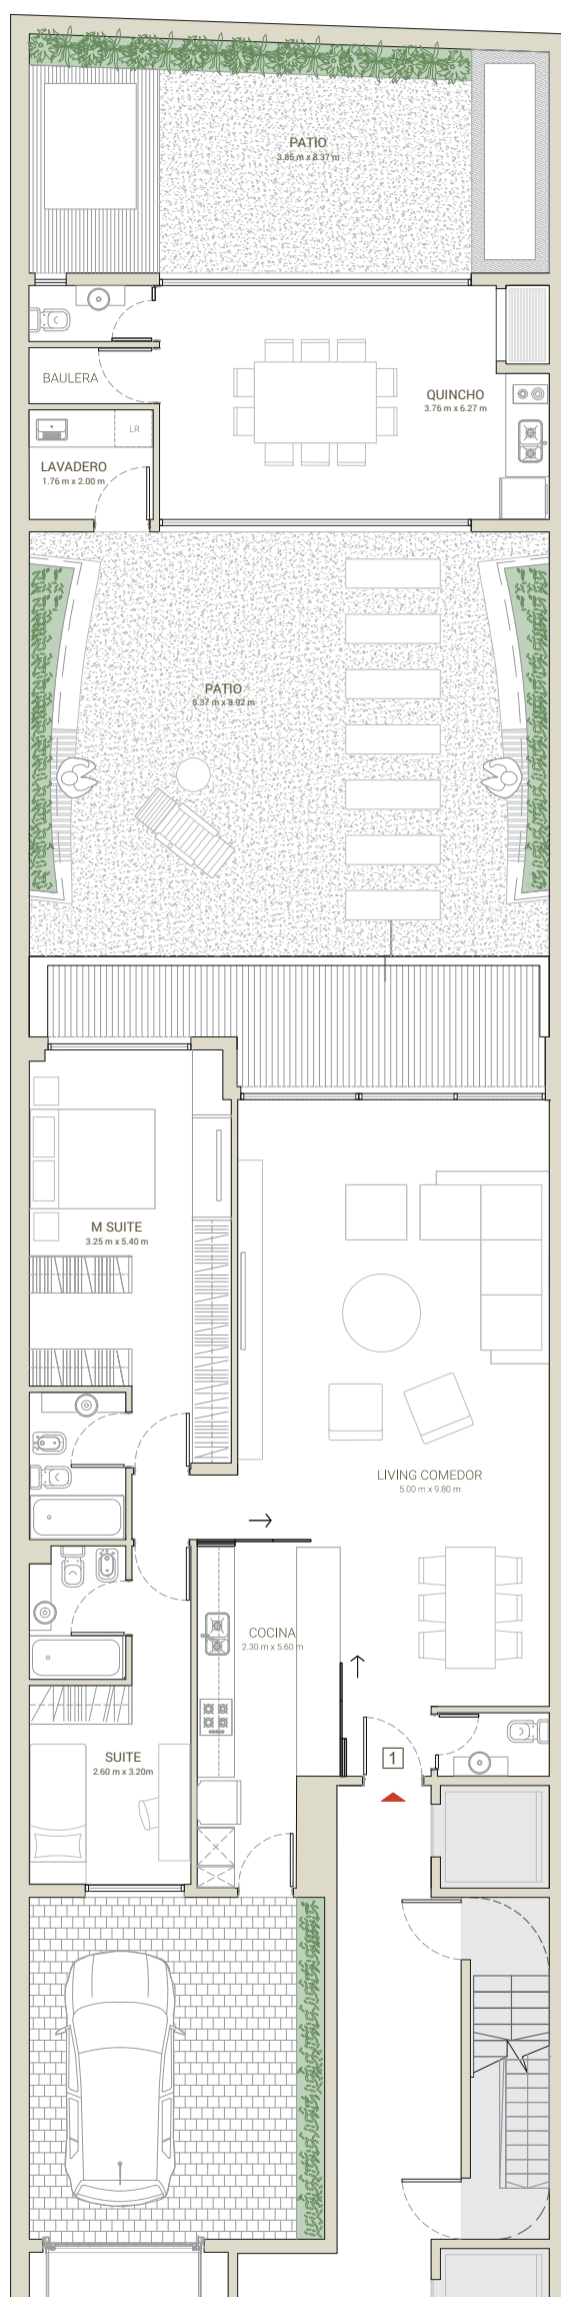 PATIO
3.85 m x 8.37 m
BAULERA
QUINCHO
3.76 m x 6.27 m
LR
LAVADERO
1.76 m x 2.00 m
PATIO
8.37 m x 8.92 m
M SUITE
3.25 m x 5.40 m
LIVING COMEDOR
5.00 m x 9.80 m
COCINA
2.30 m x 5.60 m
SUITE
2.60 m x 3.20m
1